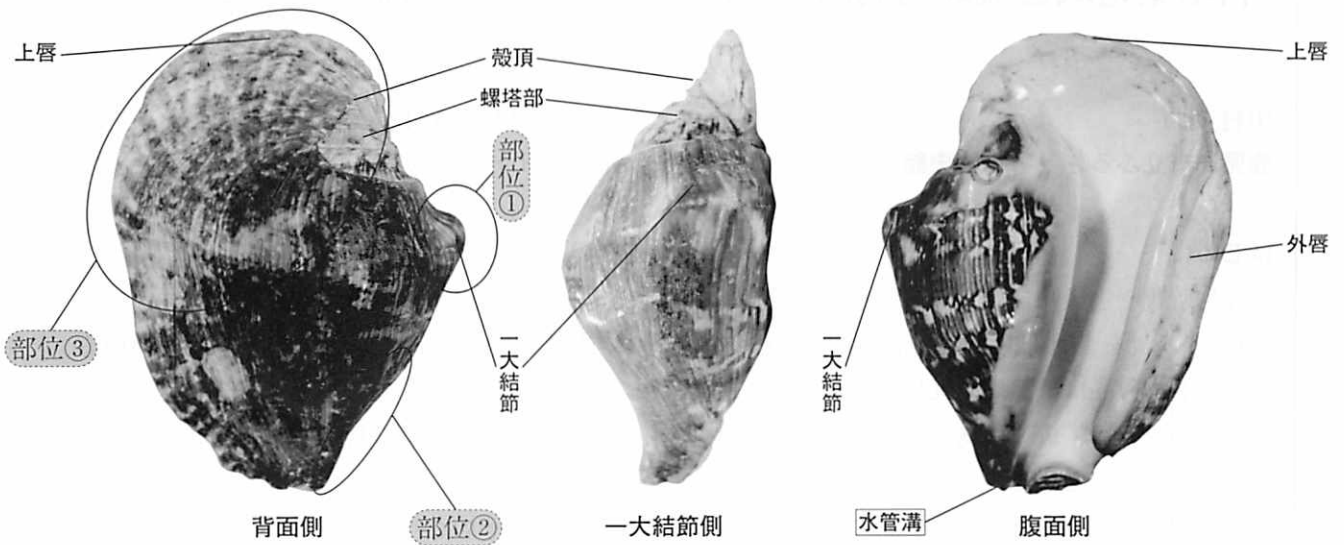 上唇
殻頂
螺塔部
部位①
部位③
一大結節
部位②
背面側
一大結節側
上唇
外唇
一大結節
水管溝
腹面側